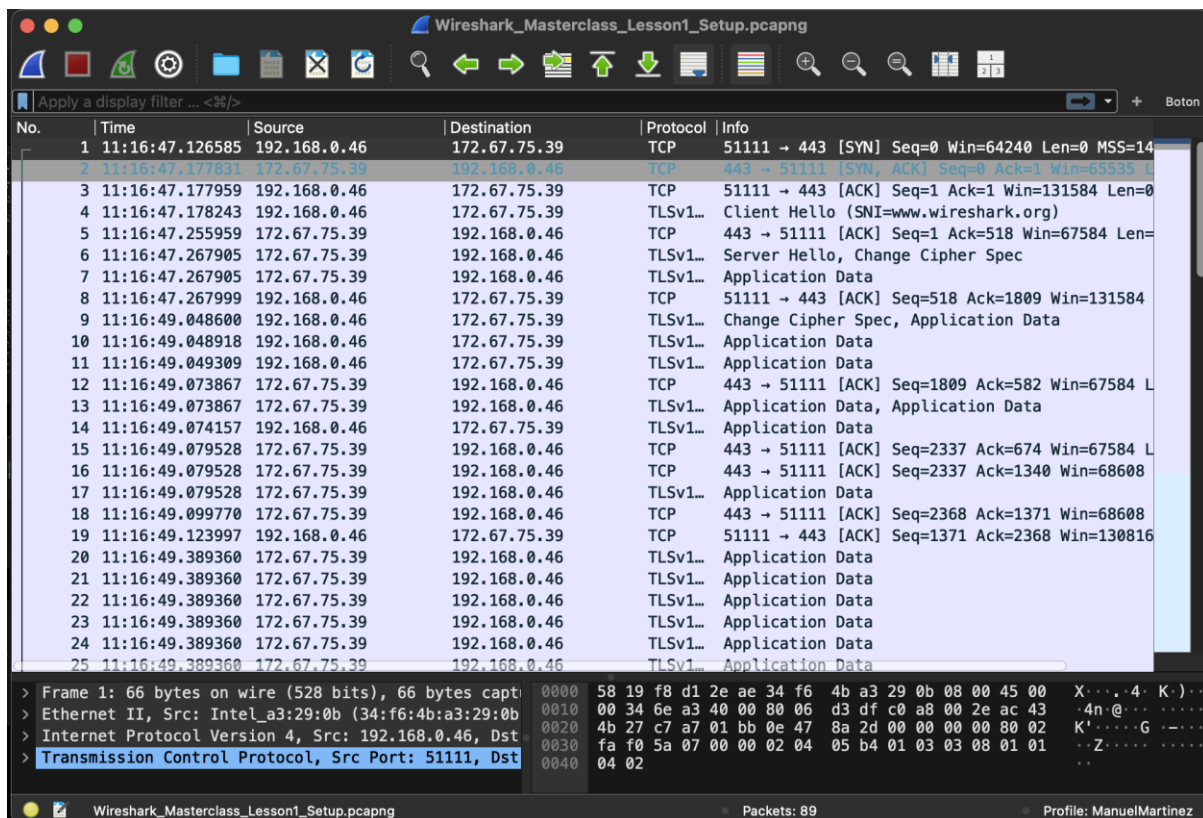 Wireshark_Masterclass_Lesson1_Setup.pcapng
Apply a display filter ... <⌘/>
+ Boton
No. Time Source Destination Protocol Info
1 11:16:47.126585 192.168.0.46 172.67.75.39 TCP 51111 → 443 [SYN] Seq=0 Win=64240 Len=0 MSS=14
2 11:16:47.177831 172.67.75.39 192.168.0.46 TCP 443 → 51111 [SYN, ACK] Seq=0 Ack=1 Win=65535 L
3 11:16:47.177959 192.168.0.46 172.67.75.39 TCP 51111 → 443 [ACK] Seq=1 Ack=1 Win=131584 Len=0
4 11:16:47.178243 192.168.0.46 172.67.75.39 TLSv1… Client Hello (SNI=www.wireshark.org)
5 11:16:47.255959 172.67.75.39 192.168.0.46 TCP 443 → 51111 [ACK] Seq=1 Ack=518 Win=67584 Len=
6 11:16:47.267905 172.67.75.39 192.168.0.46 TLSv1… Server Hello, Change Cipher Spec
7 11:16:47.267905 172.67.75.39 192.168.0.46 TLSv1… Application Data
8 11:16:47.267999 192.168.0.46 172.67.75.39 TCP 51111 → 443 [ACK] Seq=518 Ack=1809 Win=131584
9 11:16:49.048600 192.168.0.46 172.67.75.39 TLSv1… Change Cipher Spec, Application Data
10 11:16:49.048918 192.168.0.46 172.67.75.39 TLSv1… Application Data
11 11:16:49.049309 192.168.0.46 172.67.75.39 TLSv1… Application Data
12 11:16:49.073867 172.67.75.39 192.168.0.46 TCP 443 → 51111 [ACK] Seq=1809 Ack=582 Win=67584 L
13 11:16:49.073867 172.67.75.39 192.168.0.46 TLSv1… Application Data, Application Data
14 11:16:49.074157 192.168.0.46 172.67.75.39 TLSv1… Application Data
15 11:16:49.079528 172.67.75.39 192.168.0.46 TCP 443 → 51111 [ACK] Seq=2337 Ack=674 Win=67584 L
16 11:16:49.079528 172.67.75.39 192.168.0.46 TCP 443 → 51111 [ACK] Seq=2337 Ack=1340 Win=68608
17 11:16:49.079528 172.67.75.39 192.168.0.46 TLSv1… Application Data
18 11:16:49.099770 172.67.75.39 192.168.0.46 TCP 443 → 51111 [ACK] Seq=2368 Ack=1371 Win=68608
19 11:16:49.123997 192.168.0.46 172.67.75.39 TCP 51111 → 443 [ACK] Seq=1371 Ack=2368 Win=130816
20 11:16:49.389360 172.67.75.39 192.168.0.46 TLSv1… Application Data
21 11:16:49.389360 172.67.75.39 192.168.0.46 TLSv1… Application Data
22 11:16:49.389360 172.67.75.39 192.168.0.46 TLSv1… Application Data
23 11:16:49.389360 172.67.75.39 192.168.0.46 TLSv1… Application Data
24 11:16:49.389360 172.67.75.39 192.168.0.46 TLSv1… Application Data
25 11:16:49.389360 172.67.75.39 192.168.0.46 TLSv1… Application Data
> Frame 1: 66 bytes on wire (528 bits), 66 bytes capt
> Ethernet II, Src: Intel_a3:29:0b (34:f6:4b:a3:29:0b
> Internet Protocol Version 4, Src: 192.168.0.46, Dst
> Transmission Control Protocol, Src Port: 51111, Dst
0000 58 19 f8 d1 2e ae 34 f6 4b a3 29 0b 08 00 45 00 X···.·4· K·)··
0010 00 34 6e a3 40 00 80 06 d3 df c0 a8 00 2e ac 43 ·4n·@··· ·····
0020 4b 27 c7 a7 01 bb 0e 47 8a 2d 00 00 00 00 80 02 K'·····G ·-···
0030 fa f0 5a 07 00 00 02 04 05 b4 01 03 03 08 01 01 ··Z····· ·····
0040 04 02 ··
Wireshark_Masterclass_Lesson1_Setup.pcapng Packets: 89 Profile: ManuelMartinez